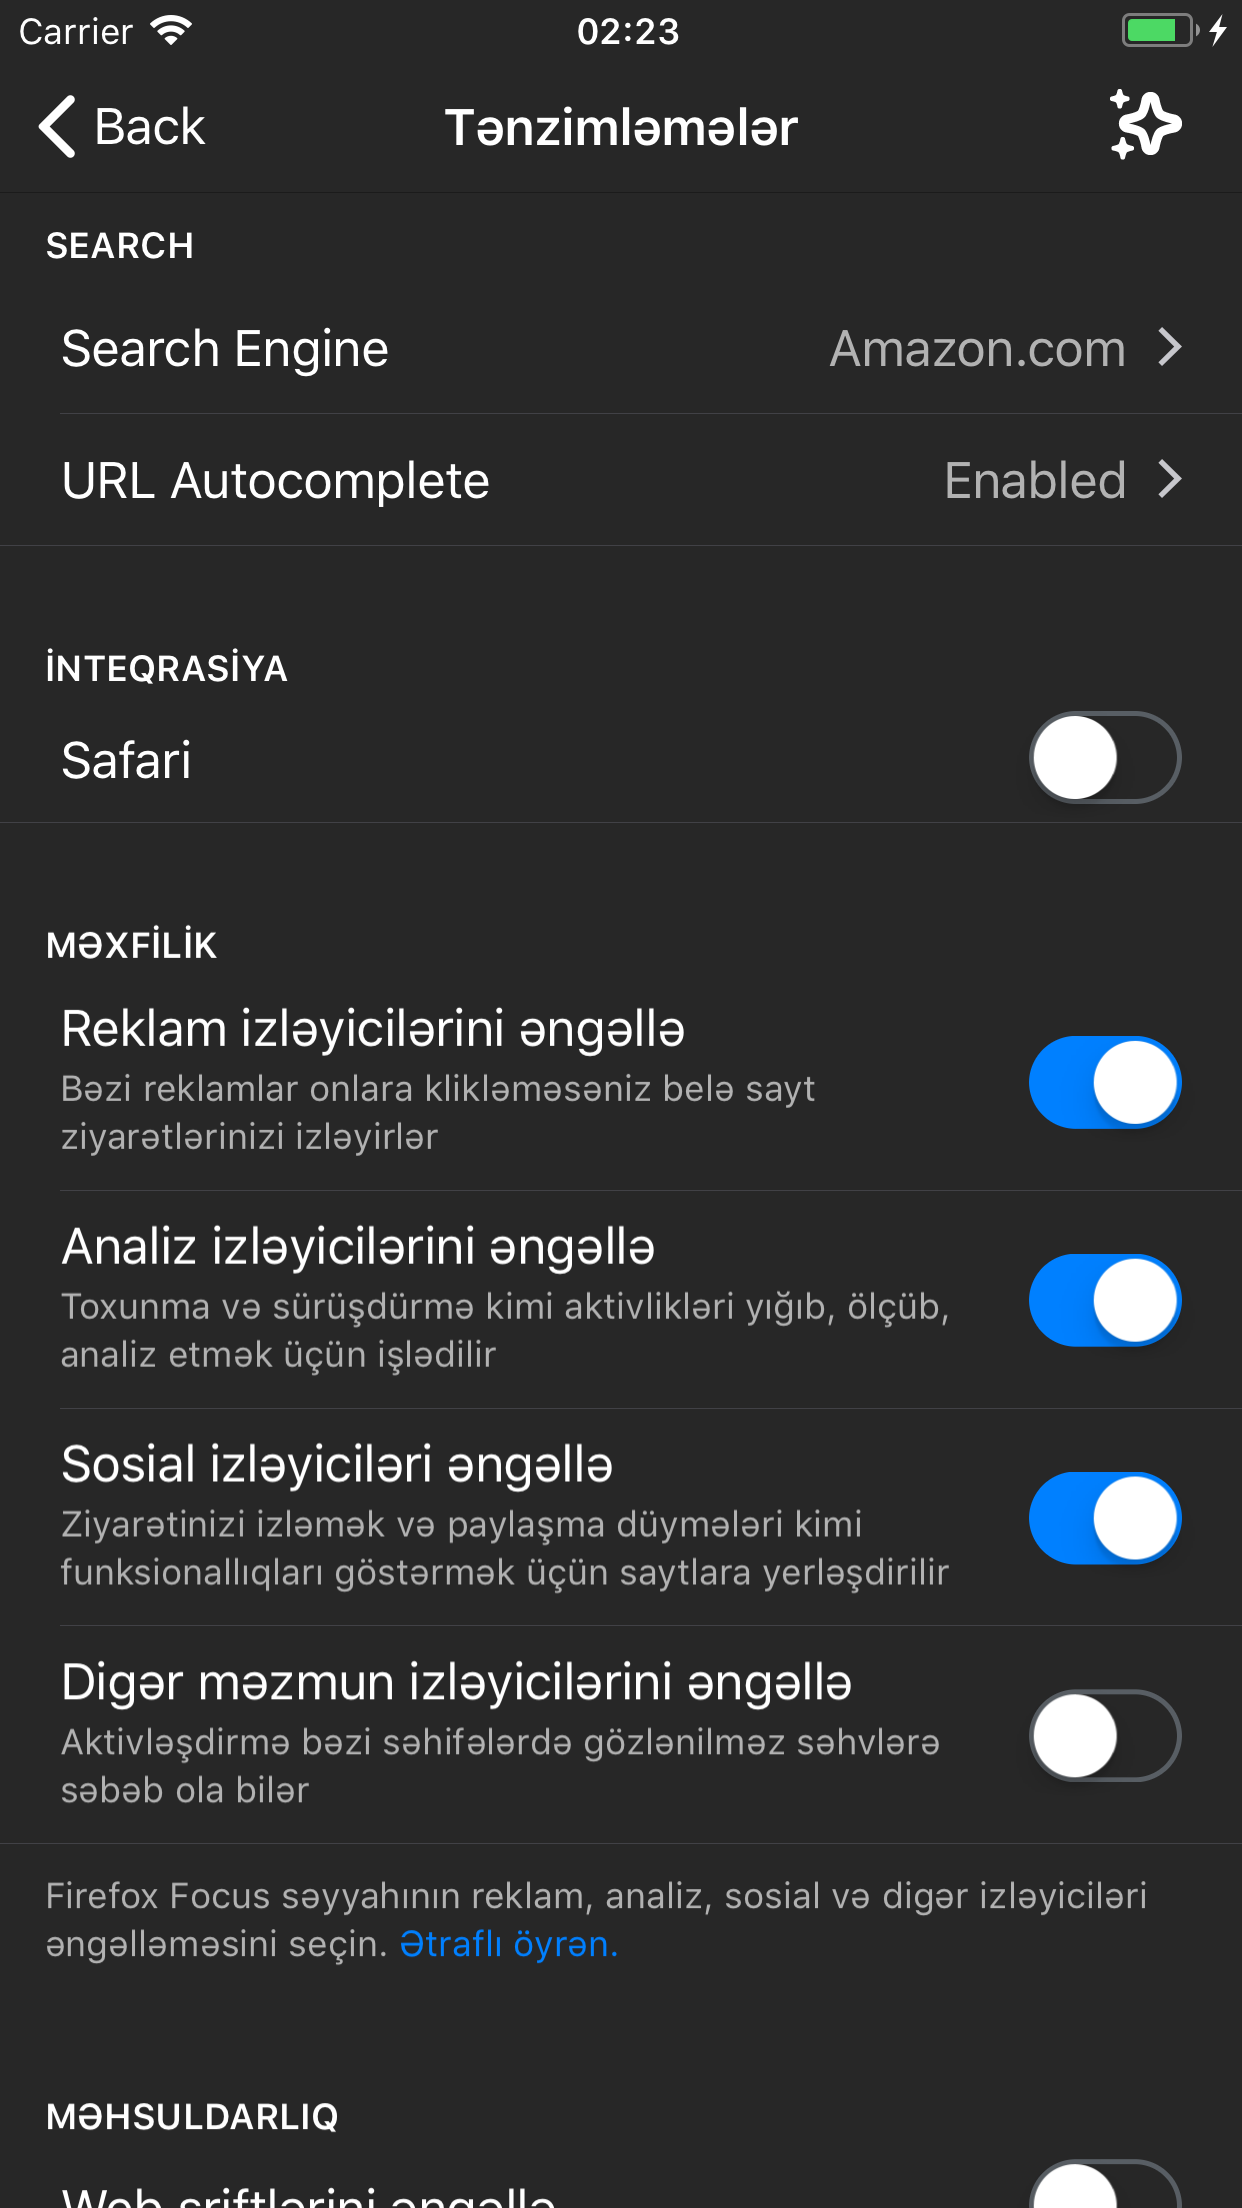 Carrier 02:23
Back Tənzimləmələr
SEARCH
Search Engine Amazon.com
URL Autocomplete Enabled
İNTEQRASİYA
Safari
MƏXFİLİK
Reklam izləyicilərini əngəllə
Bəzi reklamlar onlara klikləməsəniz belə sayt
ziyarətlərinizi izləyirlər
Analiz izləyicilərini əngəllə
Toxunma və sürüşdürmə kimi aktivlikləri yığıb, ölçüb,
analiz etmək üçün işlədilir
Sosial izləyiciləri əngəllə
Ziyarətinizi izləmək və paylaşma düymələri kimi
funksionallıqları göstərmək üçün saytlara yerləşdirilir
Digər məzmun izləyicilərini əngəllə
Aktivləşdirmə bəzi səhifələrdə gözlənilməz səhvlərə
səbəb ola bilər
Firefox Focus səyyahının reklam, analiz, sosial və digər izləyiciləri
əngəlləməsini seçin. Ətraflı öyrən.
MƏHSULDARLIQ
Web şriftlərini əngəllə